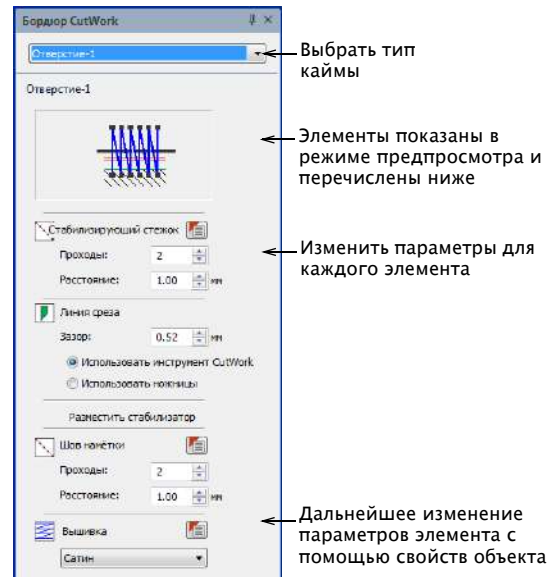 Бордюр CutWork
Отверстие-1
Выбрать тип
каймы
Отверстие-1
Элементы показаны в
режиме предпросмотра и
перечислены ниже
Стабилизирующий стежок
Проходы: 2
Расстояние: 1.00 мм
Изменить параметры для
каждого элемента
Линия среза
Зазор: 0.52 мм
Использовать инструмент CutWork
Использовать ножницы
Разместить стабилизатор
Шов намётки
Проходы: 2
Расстояние: 1.00 мм
Вышивка
Сатин
Дальнейшее изменение
параметров элемента с
помощью свойств объекта